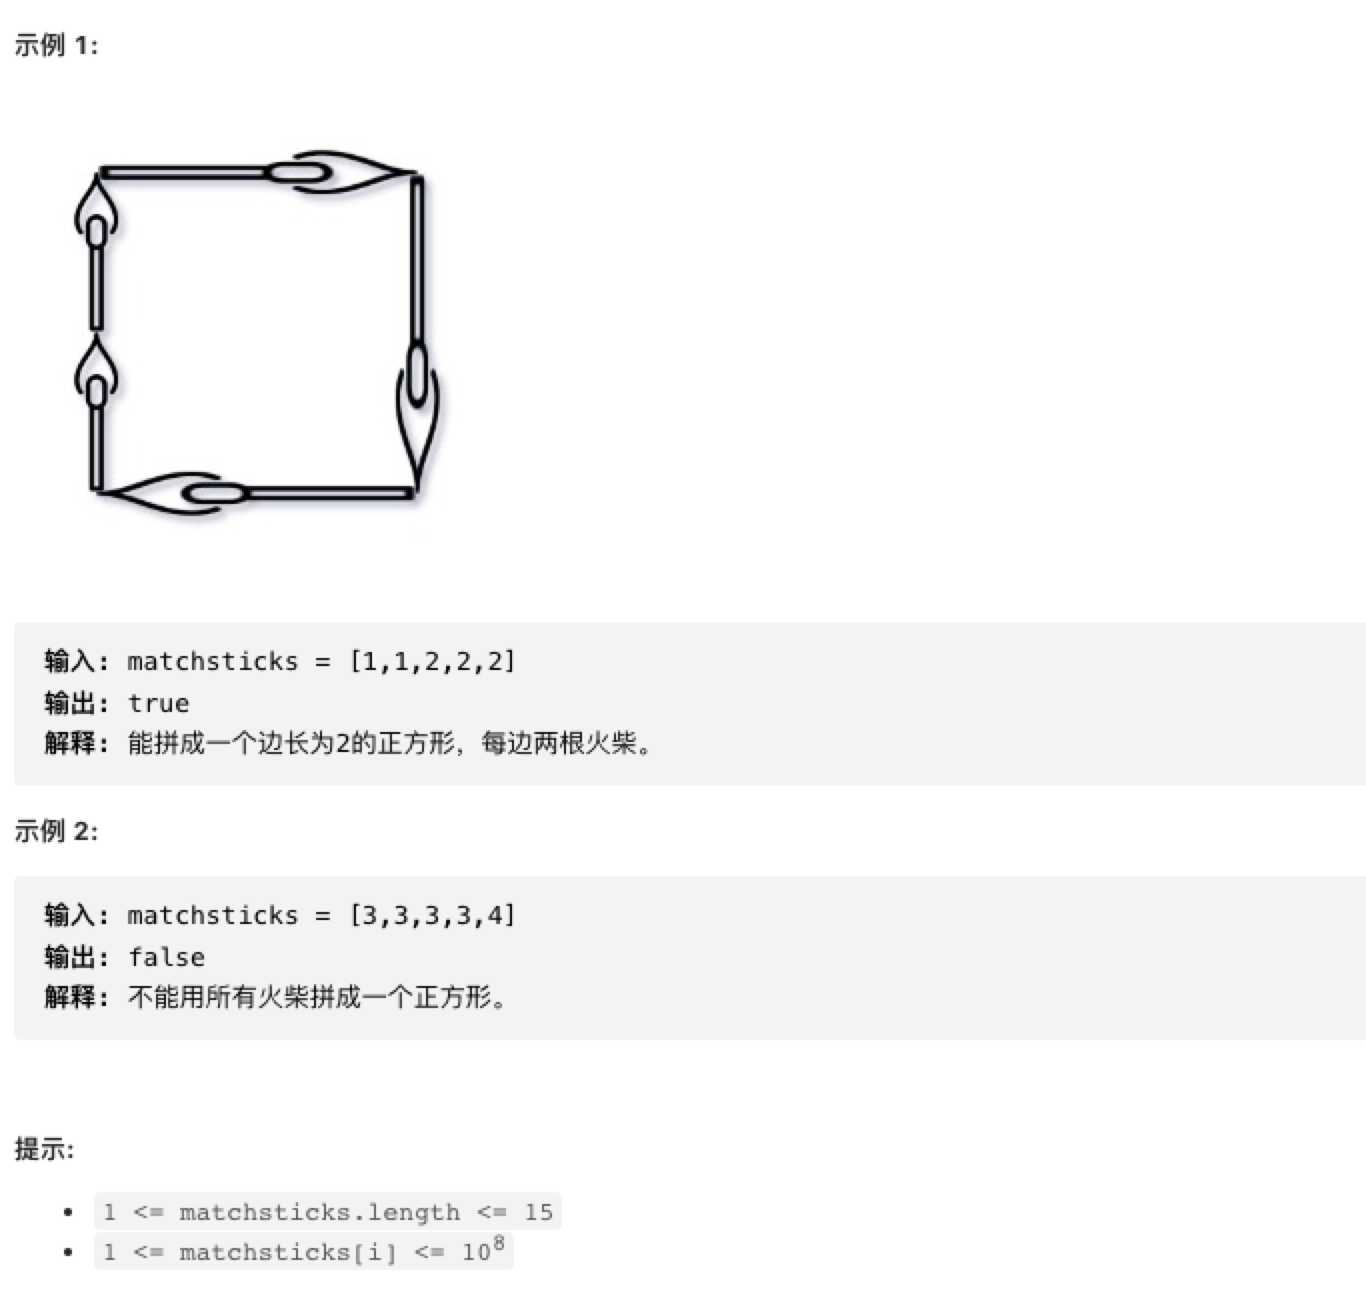 示例 1:
输入: matchsticks = [1,1,2,2,2]
输出: true
解释: 能拼成一个边长为2的正方形，每边两根火柴。
示例 2:
输入: matchsticks = [3,3,3,3,4]
输出: false
解释: 不能用所有火柴拼成一个正方形。
提示:
• 1 <= matchsticks.length <= 15
• 1 <= matchsticks[i] <= 10⁸